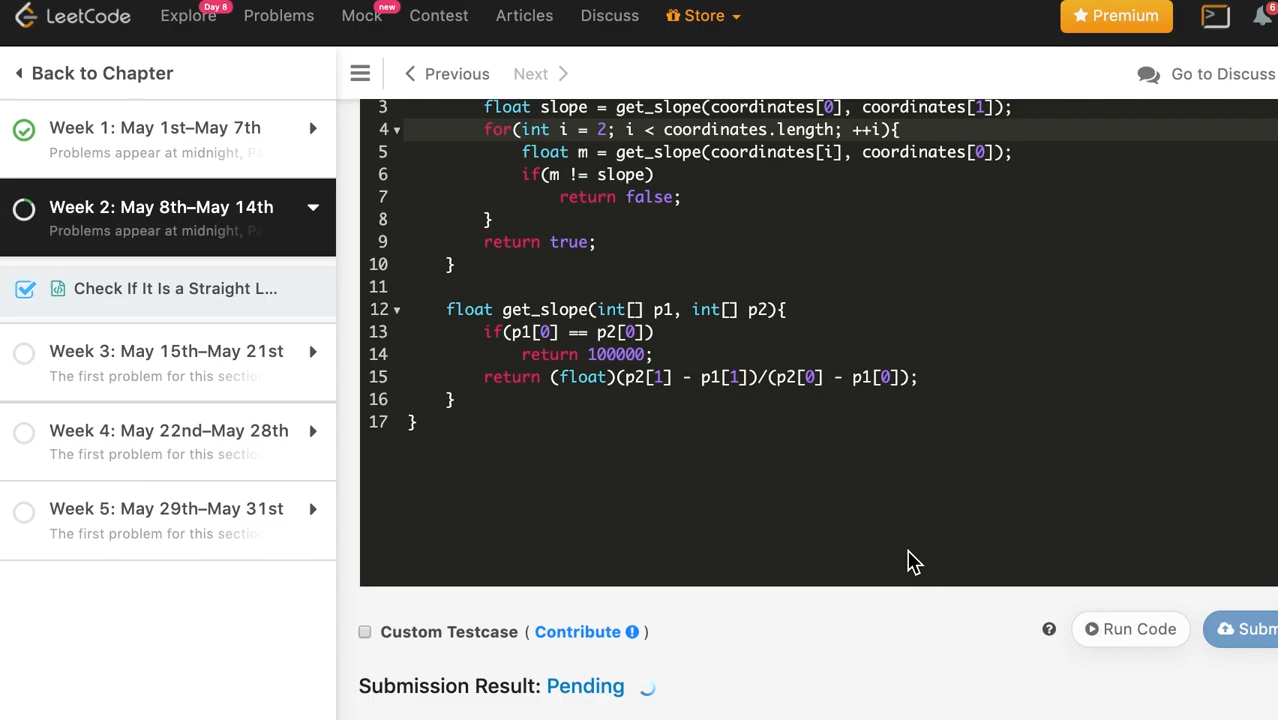 LeetCode
Explore
Day 8
Problems
Mock
new
Contest
Articles
Discuss
Store
Premium
6
Back to Chapter
Previous
Next
Go to Discuss
Week 1: May 1st–May 7th
Problems appear at midnight, Pa
Week 2: May 8th–May 14th
Problems appear at midnight, Pa
Check If It Is a Straight L...
Week 3: May 15th–May 21st
The first problem for this sectio
Week 4: May 22nd–May 28th
The first problem for this sectio
Week 5: May 29th–May 31st
The first problem for this sectio
3 float slope = get_slope(coordinates[0], coordinates[1]);
4 for(int i = 2; i < coordinates.length; ++i){
5 float m = get_slope(coordinates[i], coordinates[0]);
6 if(m != slope)
7 return false;
8 }
9 return true;
10 }
11
12 float get_slope(int[] p1, int[] p2){
13 if(p1[0] == p2[0])
14 return 100000;
15 return (float)(p2[1] - p1[1])/(p2[0] - p1[0]);
16 }
17 }
Custom Testcase ( Contribute )
Run Code
Subm
Submission Result: Pending